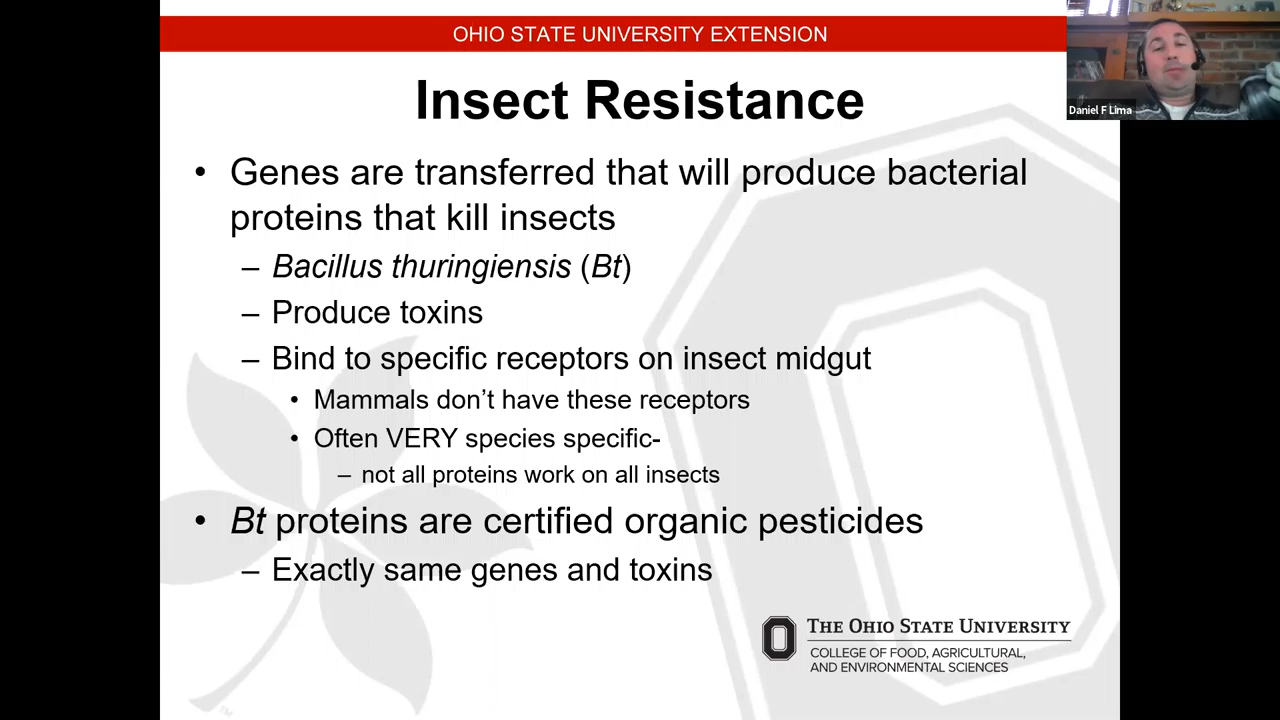 OHIO STATE UNIVERSITY EXTENSION
Daniel F Lima
Insect Resistance
• Genes are transferred that will produce bacterial
proteins that kill insects
– Bacillus thuringiensis (Bt)
– Produce toxins
– Bind to specific receptors on insect midgut
• Mammals don’t have these receptors
• Often VERY species specific-
– not all proteins work on all insects
• Bt proteins are certified organic pesticides
– Exactly same genes and toxins
THE OHIO STATE UNIVERSITY
COLLEGE OF FOOD, AGRICULTURAL,
AND ENVIRONMENTAL SCIENCES
TM